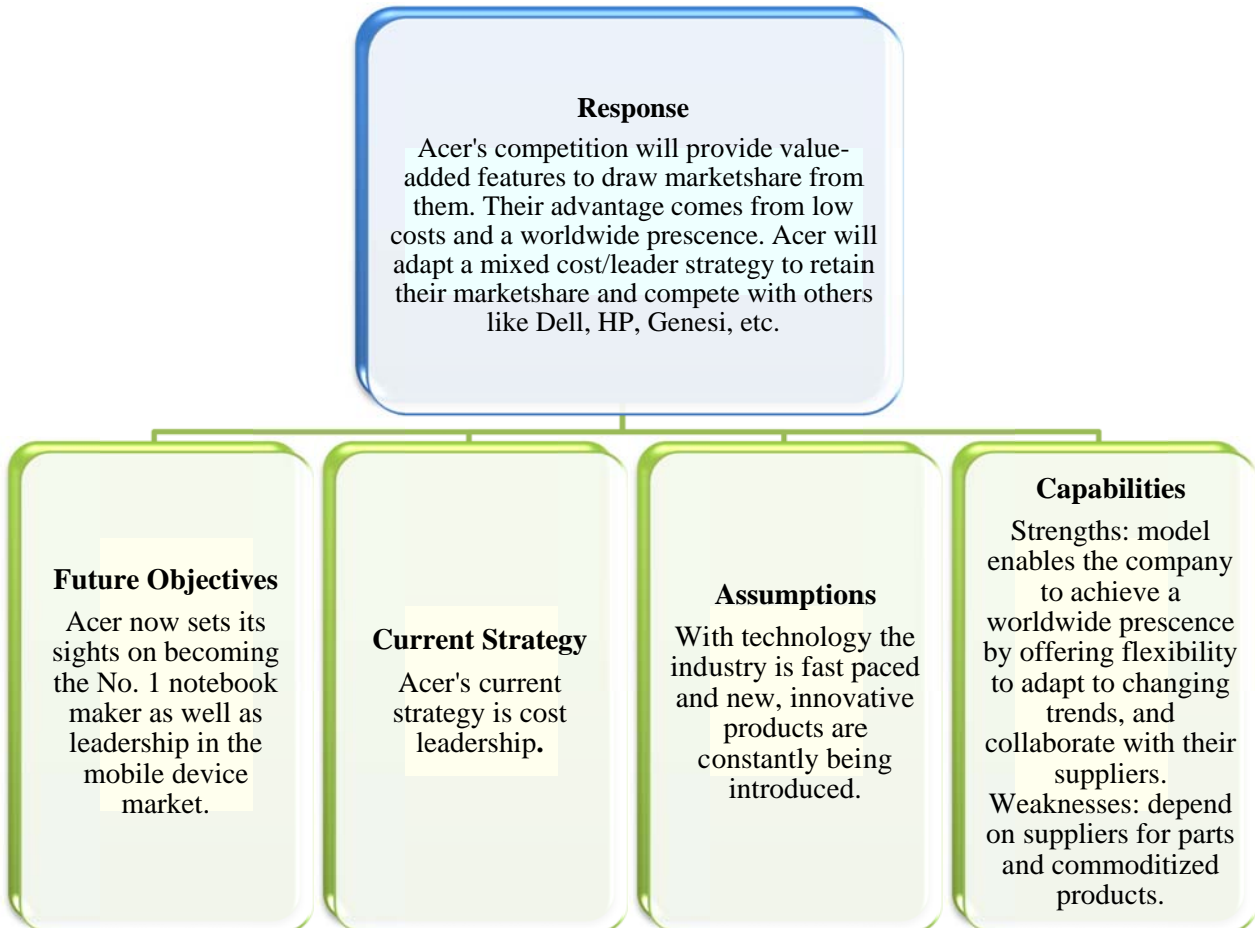 Response
Acer's competition will provide value-
added features to draw marketshare from
them. Their advantage comes from low
costs and a worldwide prescence. Acer will
adapt a mixed cost/leader strategy to retain
their marketshare and compete with others
like Dell, HP, Genesi, etc.
Future Objectives
Acer now sets its
sights on becoming
the No. 1 notebook
maker as well as
leadership in the
mobile device
market.
Current Strategy
Acer's current
strategy is cost
leadership.
Assumptions
With technology the
industry is fast paced
and new, innovative
products are
constantly being
introduced.
Capabilities
Strengths: model
enables the company
to achieve a
worldwide prescence
by offering flexibility
to adapt to changing
trends, and
collaborate with their
suppliers.
Weaknesses: depend
on suppliers for parts
and commoditized
products.